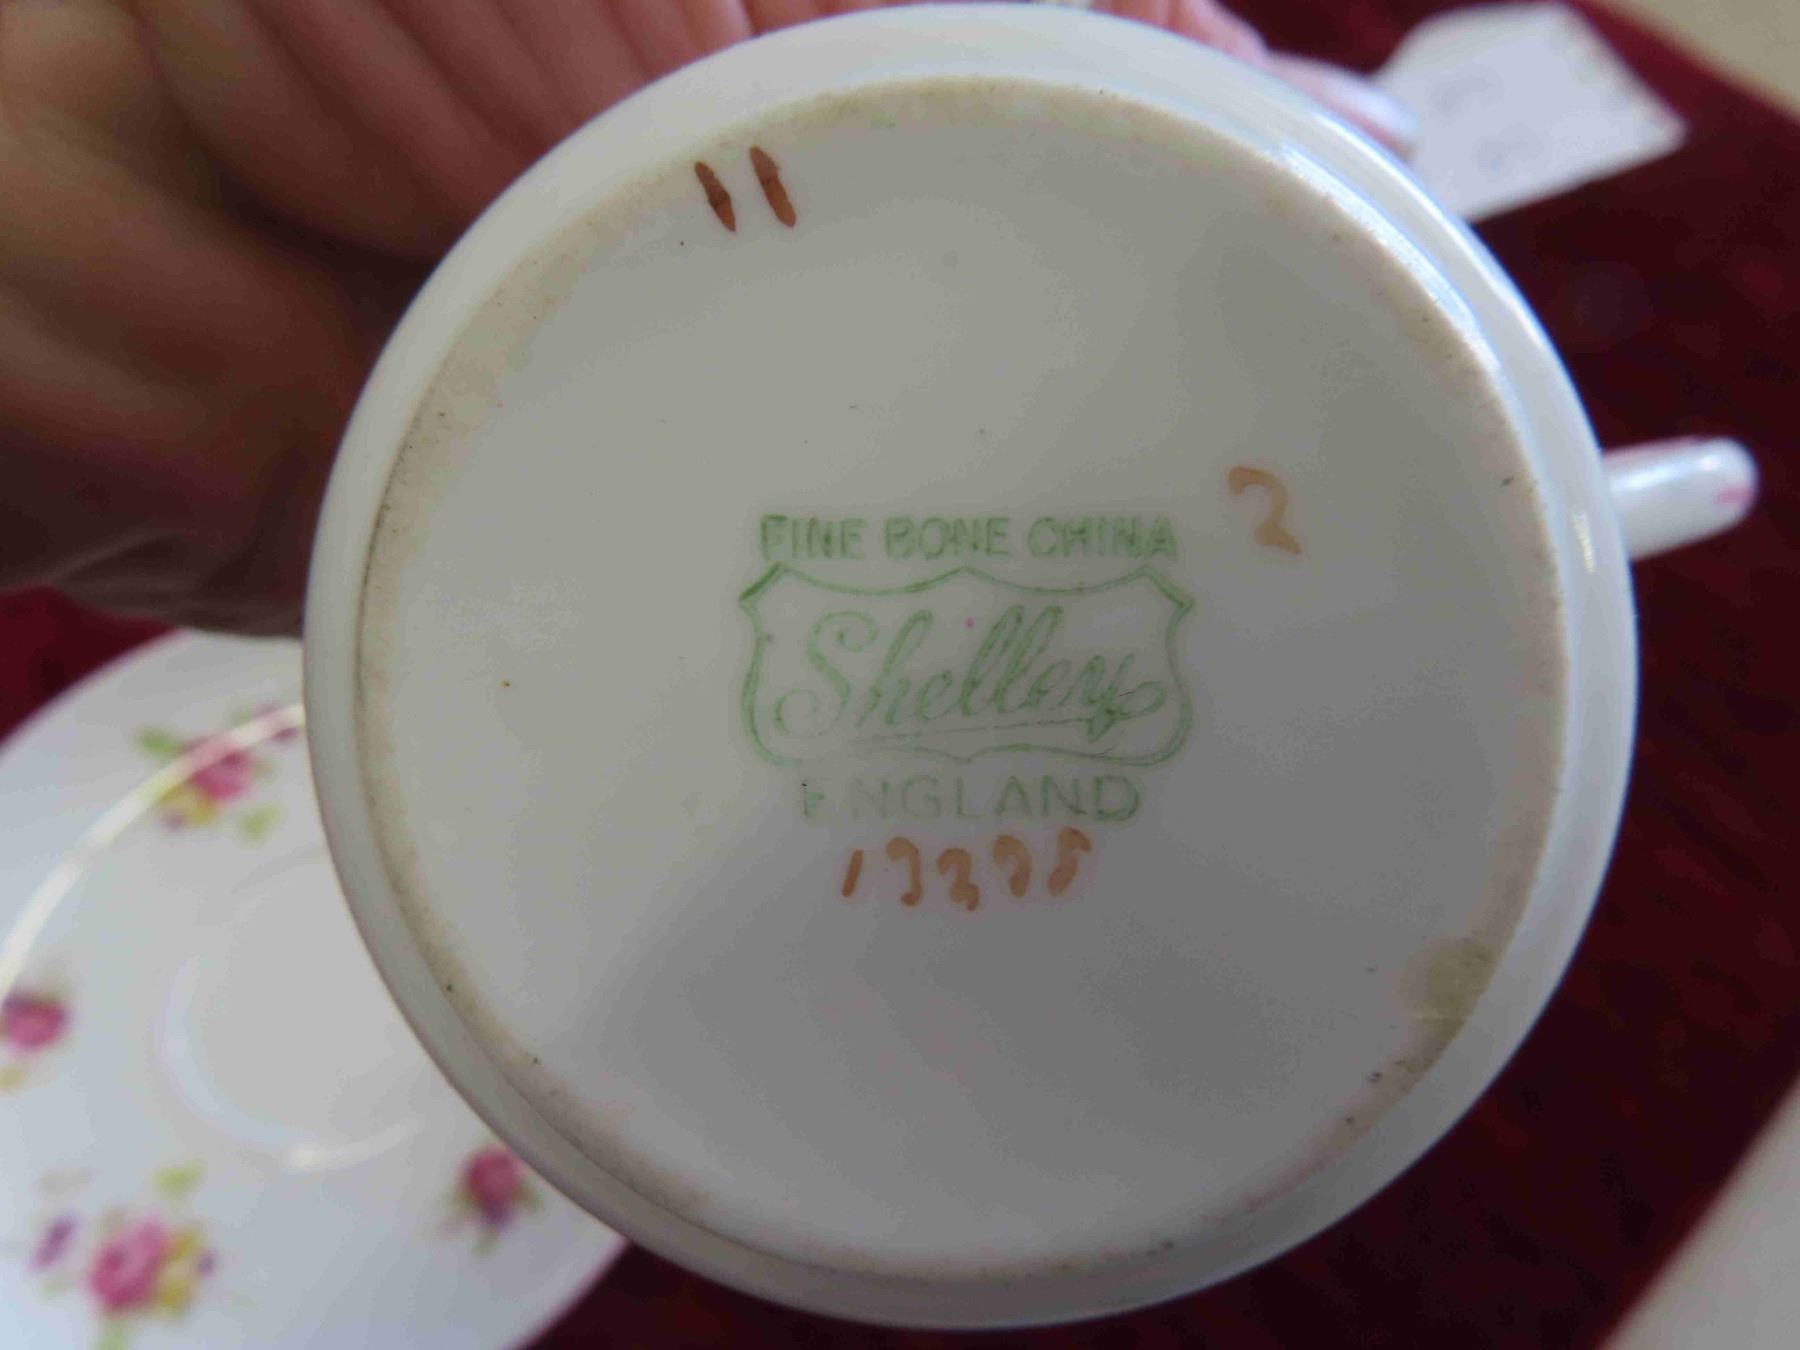 11
2
FINE BONE CHINA
Shelley
ENGLAND